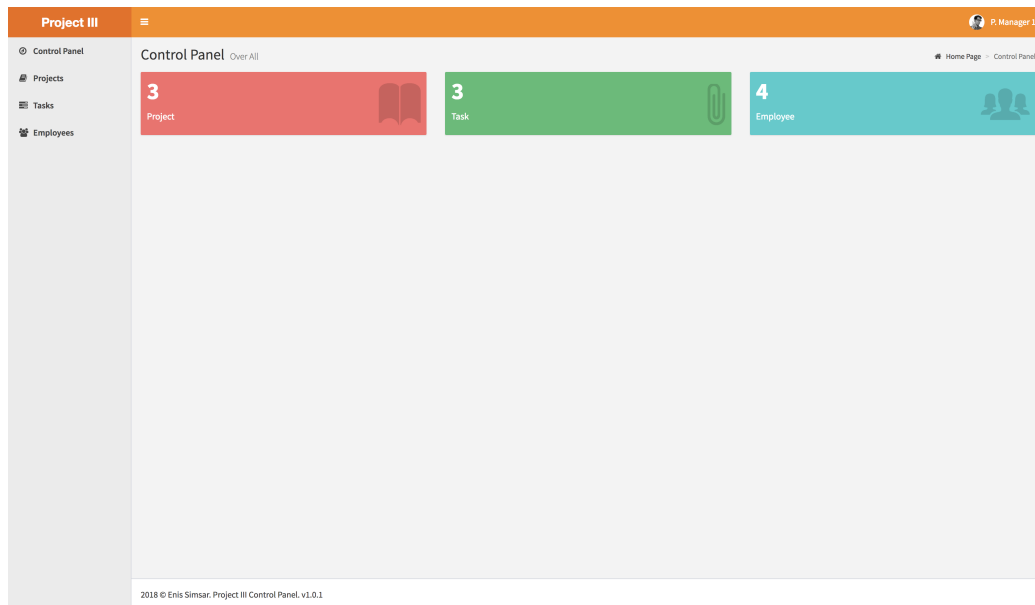 Project III
P. Manager 1
Control Panel
Projects
Tasks
Employees
Control Panel Over All
Home Page > Control Panel
3
Project
3
Task
4
Employee
2018 © Enis Simsar. Project III Control Panel. v1.0.1